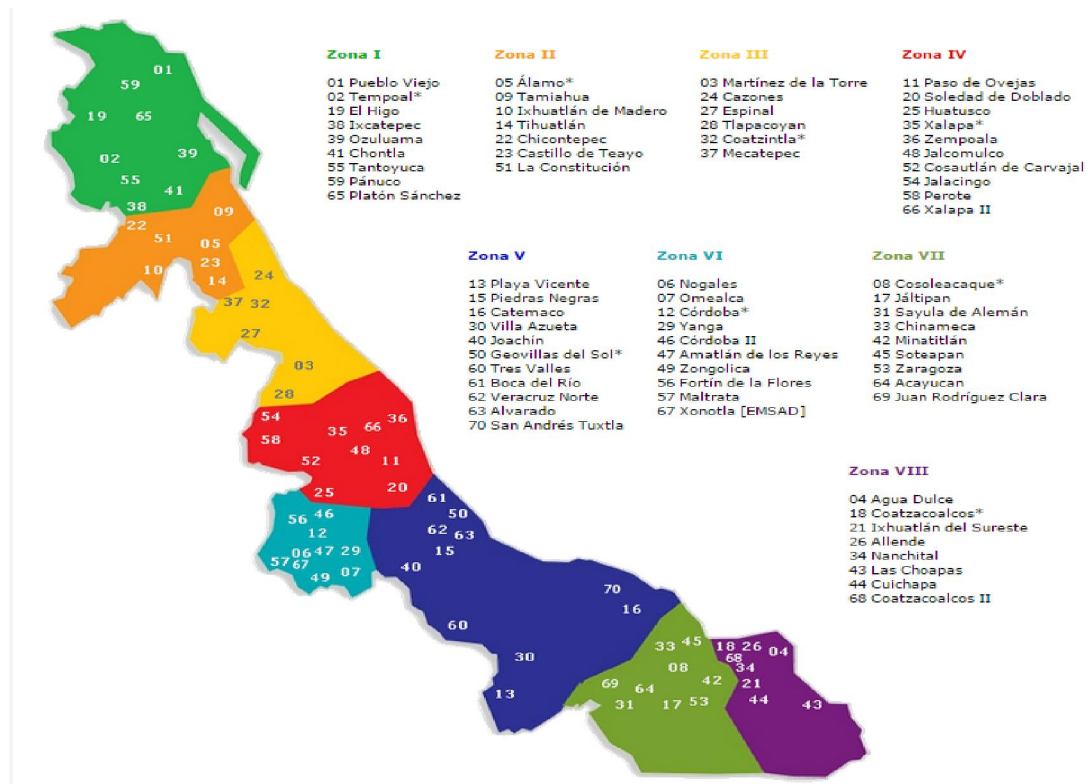 Zona I
01 Pueblo Viejo
02 Tempoal*
19 El Higo
38 Ixcatepec
39 Ozuluama
41 Chontla
55 Tantoyuca
59 Pánuco
65 Platón Sánchez
Zona II
05 Álamo*
09 Tamiahua
10 Ixhuatlán de Madero
14 Tihuatlán
22 Chicontepec
23 Castillo de Teayo
51 La Constitución
Zona III
03 Martínez de la Torre
24 Cazones
27 Espinal
28 Tlapacoyan
32 Coatzintla*
37 Mecatepec
Zona IV
11 Paso de Ovejas
20 Soledad de Doblado
25 Huatusco
35 Xalapa*
36 Zempoala
48 Jalcomulco
52 Cosautlán de Carvajal
54 Jalacingo
58 Perote
66 Xalapa II
Zona V
13 Playa Vicente
15 Piedras Negras
16 Catemaco
30 Villa Azueta
40 Joachín
50 Geovillas del Sol*
60 Tres Valles
61 Boca del Río
62 Veracruz Norte
63 Alvarado
70 San Andrés Tuxtla
Zona VI
06 Nogales
07 Omealca
12 Córdoba*
29 Yanga
46 Córdoba II
47 Amatlán de los Reyes
49 Zongolica
56 Fortín de la Flores
57 Maltrata
67 Xonotla [EMSAD]
Zona VII
08 Cosoleacaque*
17 Jáltipan
31 Sayula de Alemán
33 Chinameca
42 Minatitlán
45 Soteapan
53 Zaragoza
64 Acayucan
69 Juan Rodríguez Clara
Zona VIII
04 Agua Dulce
18 Coatzacoalcos*
21 Ixhuatlán del Sureste
26 Allende
34 Nanchital
43 Las Choapas
44 Cuichapa
68 Coatzacoalcos II
01
59
19
65
02
39
55
41
38
09
22
51
05
10
23
14
24
37
32
27
03
28
54
36
35
66
58
48
52
11
25
20
61
56
46
50
12
62
63
06
47
29
15
57
67
49
07
40
70
16
60
33
45
18
26
04
68
30
08
34
69
64
42
21
13
31
17
53
44
43